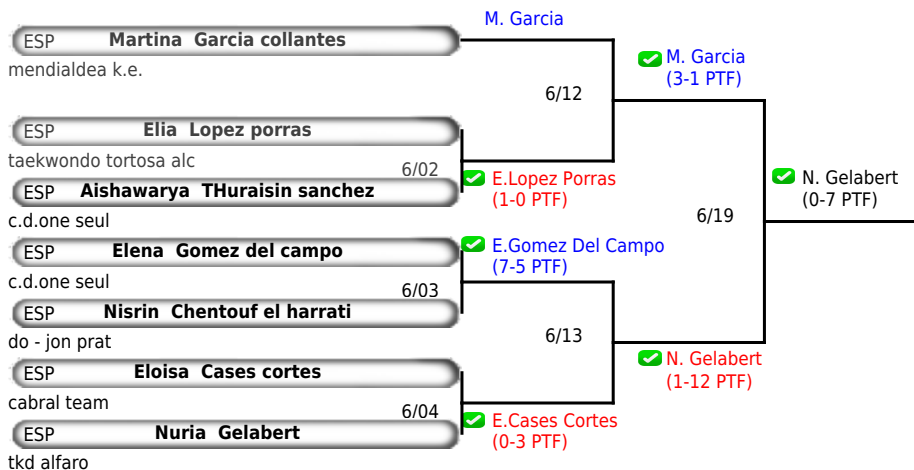 M. Garcia
ESP Martina Garcia collantes
mendialdea k.e.
M. Garcia
(3-1 PTF)
6/12
ESP Elia Lopez porras
taekwondo tortosa alc
6/02
E.Lopez Porras
(1-0 PTF)
ESP Aishawarya THuraisin sanchez
c.d.one seul
N. Gelabert
(0-7 PTF)
6/19
ESP Elena Gomez del campo
c.d.one seul
E.Gomez Del Campo
(7-5 PTF)
6/03
ESP Nisrin Chentouf el harrati
do - jon prat
6/13
N. Gelabert
(1-12 PTF)
ESP Eloisa Cases cortes
cabral team
6/04
E.Cases Cortes
(0-3 PTF)
ESP Nuria Gelabert
tkd alfaro